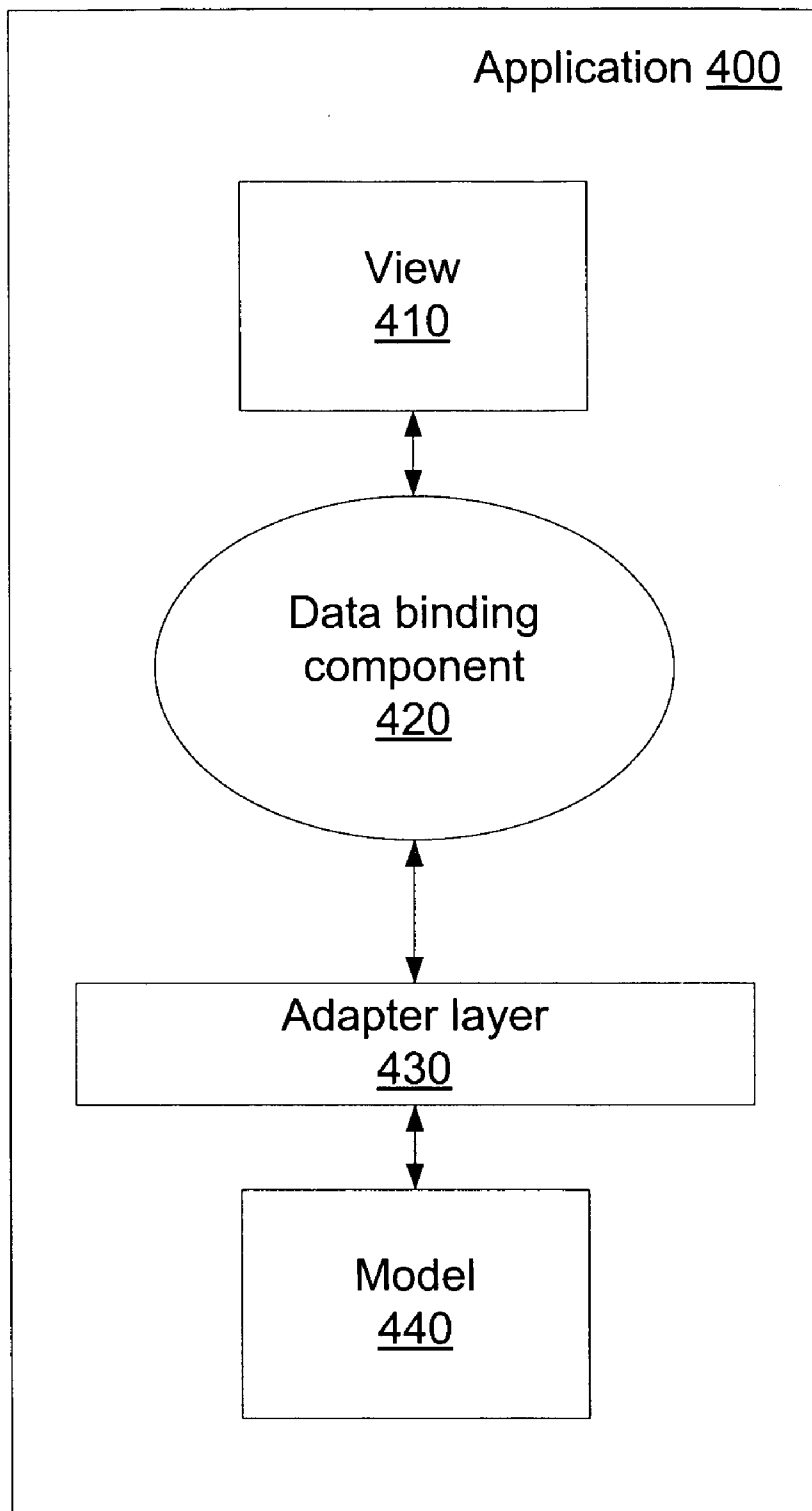 Application 400
View
410
Data binding
component
420
Adapter layer
430
Model
440